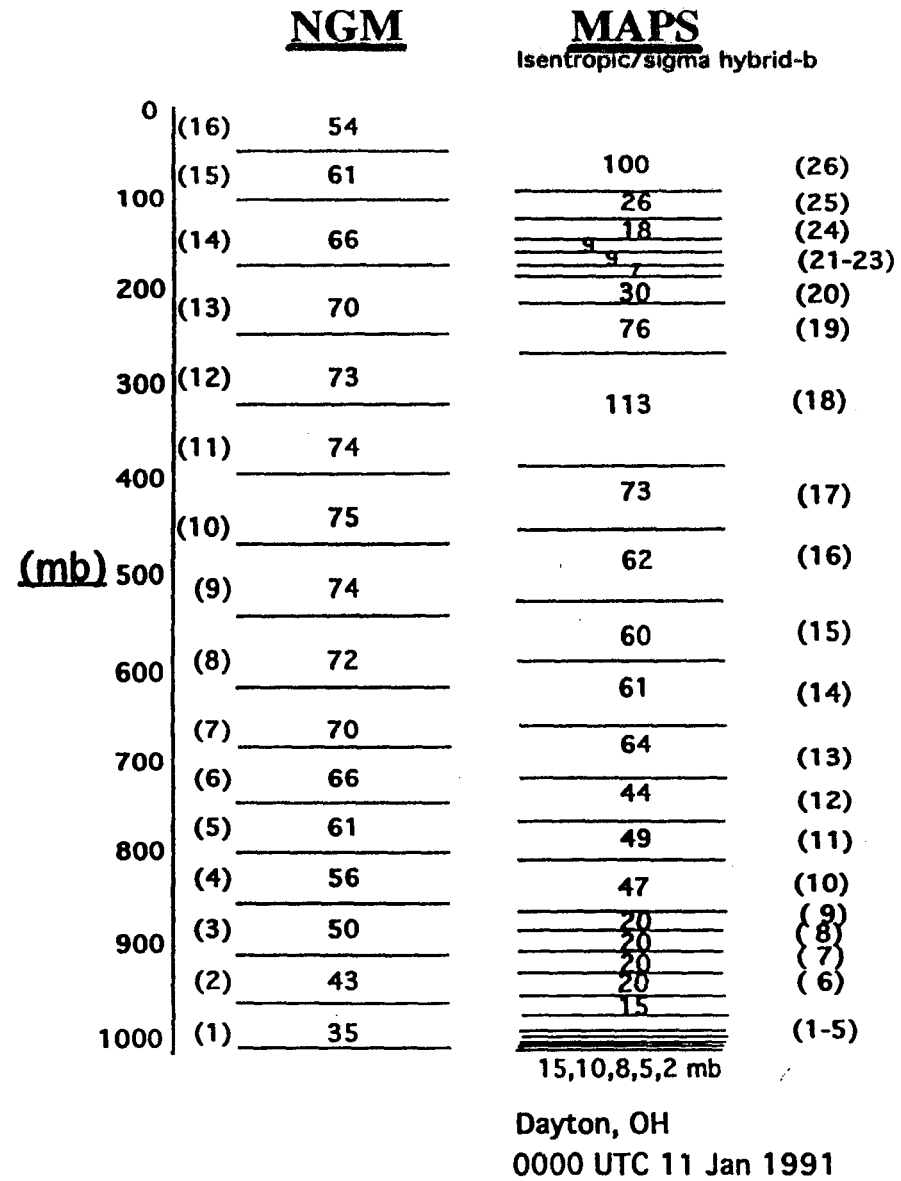 NGM MAPS
Isentropic/sigma hybrid-b
0 (16) 54
100 (26)
(15) 61
100 26 (25)
18 (24)
(14) 66 9
9 (21-23)
7
200 30 (20)
(13) 70 76 (19)
300 (12) 73
113 (18)
(11) 74
400 73 (17)
(10) 75
62 (16)
(mb) 500 (9) 74
60 (15)
600 (8) 72
61 (14)
(7) 70 64 (13)
700
(6) 66 44 (12)
(5) 61 49 (11)
800
(4) 56 47 (10)
20 ( 9)
(3) 50 20 ( 8)
900 20 ( 7)
(2) 43 20 ( 6)
15
1000 (1) 35 (1-5)
15,10,8,5,2 mb
Dayton, OH
0000 UTC 11 Jan 1991